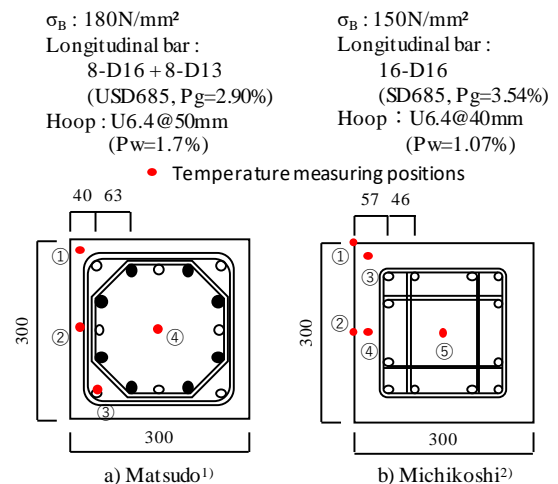 σB : 180N/mm²
Longitudinal bar :
8-D16 + 8-D13
(USD685, Pg=2.90%)
Hoop : U6.4@50mm
(Pw=1.7%)
σB : 150N/mm²
Longitudinal bar :
16-D16
(SD685, Pg=3.54%)
Hoop：U6.4@40mm
(Pw=1.07%)
Temperature measuring positions
40 63
①
②
③
④
300
300
a) Matsudo1)
57 46
①
②
③
④
⑤
300
300
b) Michikoshi2)